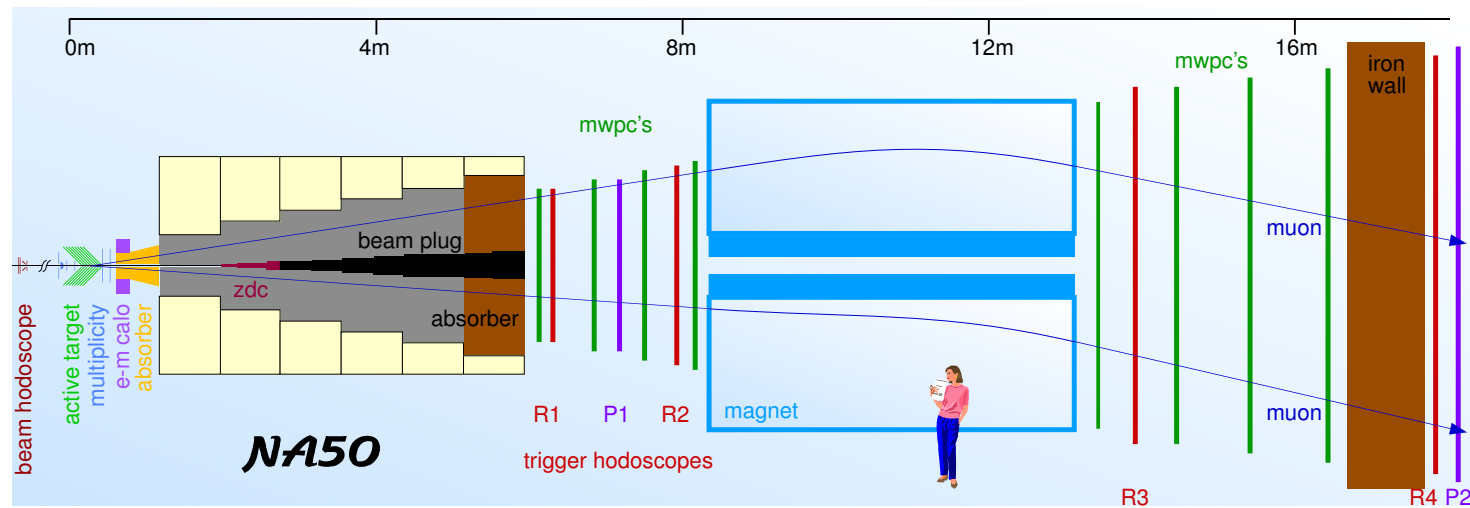 0m
4m
8m
12m
16m
mwpc's
iron
wall
mwpc's
muon
beam plug
zdc
absorber
beam hodoscope
active target
multiplicity
e-m calo
absorber
R1
P1
R2
magnet
muon
NA50
trigger hodoscopes
R3
R4
P2